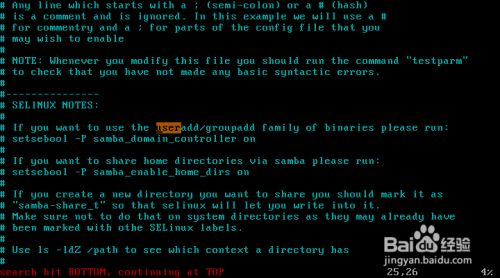 # Any line which starts with a ; (semi-colon) or a # (hash)
# is a comment and is ignored. In this example we will use a #
# for commentry and a ; for parts of the config file that you
# may wish to enable
#
# NOTE: Whenever you modify this file you should run the command "testparm"
# to check that you have not made any basic syntactic errors.
#
#---------------
# SELINUX NOTES:
#
# If you want to use the useradd/groupadd family of binaries please run:
# setsebool -P samba_domain_controller on
#
# If you want to share home directories via samba please run:
# setsebool -P samba_enable_home_dirs on
#
# If you create a new directory you want to share you should mark it as
# "samba-share_t" so that selinux will let you write into it.
# Make sure not to do that on system directories as they may already have
# been marked with othe SELinux labels.
#
# Use ls -ldZ /path to see which context a directory has
#
search hit BOTTOM, continuing at TOP 25,26 4%
Baidu 经验
jingyan.baidu.com